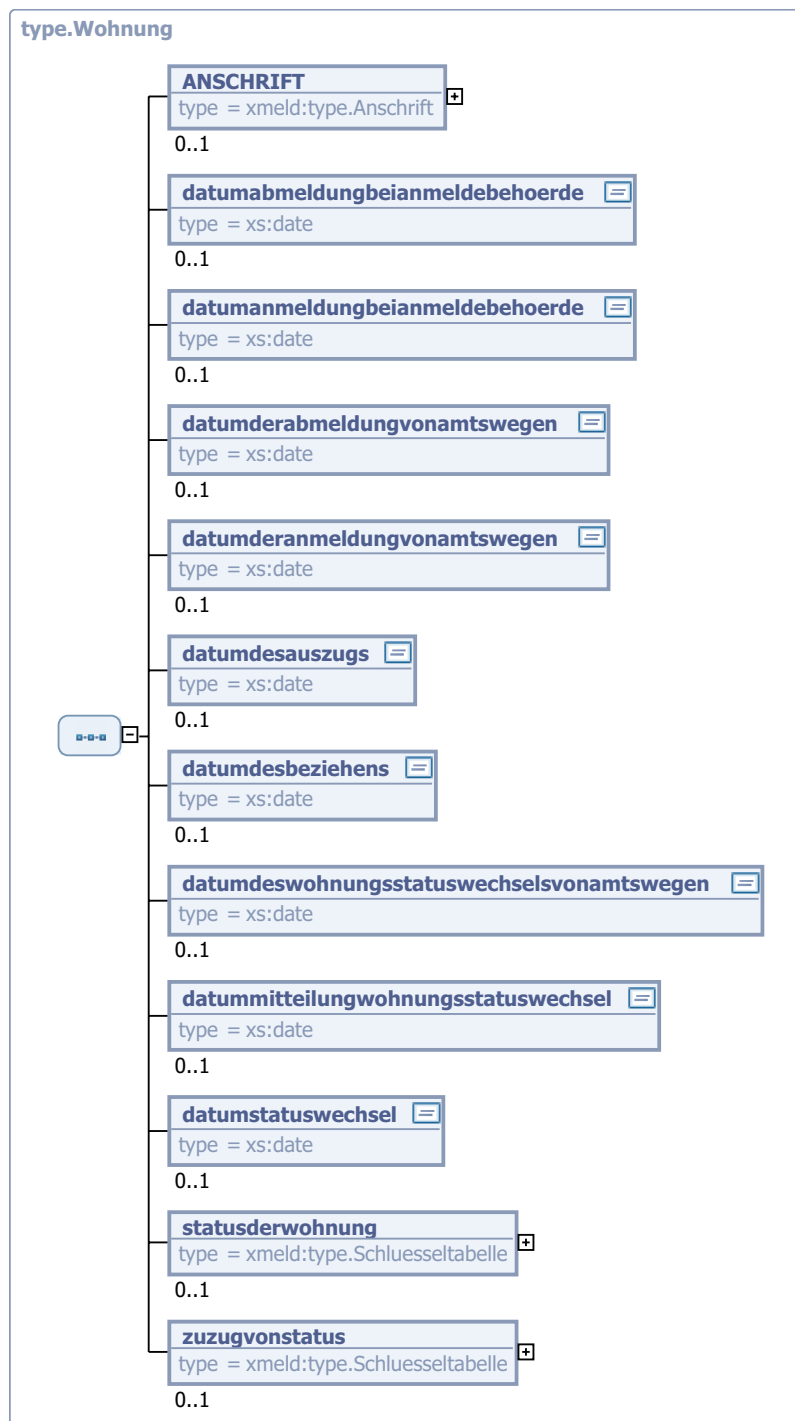 type.Wohnung
ANSCHRIFT
type = xmeld:type.Anschrift
0..1
datumabmeldungbeianmeldebehoerde
type = xs:date
0..1
datumanmeldungbeianmeldebehoerde
type = xs:date
0..1
datumderabmeldungvonamtswegen
type = xs:date
0..1
datumderanmeldungvonamtswegen
type = xs:date
0..1
datumdesauszugs
type = xs:date
0..1
datumdesbeziehens
type = xs:date
0..1
datumdeswohnungsstatuswechselsvonamtswegen
type = xs:date
0..1
datummitteilungwohnungsstatuswechsel
type = xs:date
0..1
datumstatuswechsel
type = xs:date
0..1
statusderwohnung
type = xmeld:type.Schluesseltabelle
0..1
zuzugvonstatus
type = xmeld:type.Schluesseltabelle
0..1